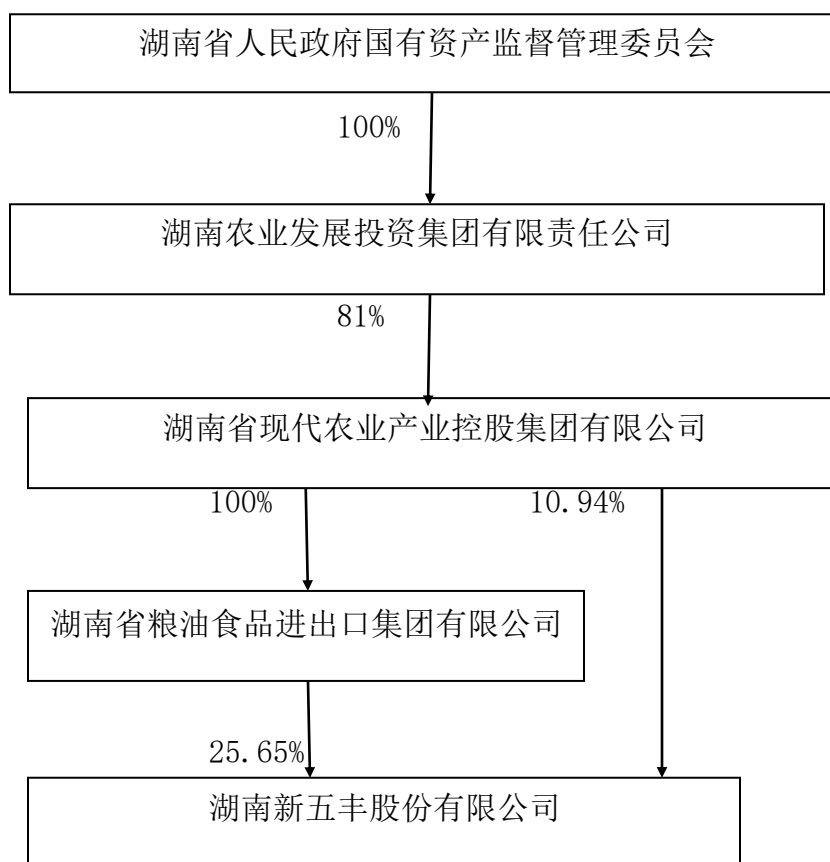 湖南省人民政府国有资产监督管理委员会
100%
湖南农业发展投资集团有限责任公司
81%
湖南省现代农业产业控股集团有限公司
100%
10.94%
湖南省粮油食品进出口集团有限公司
25.65%
湖南新五丰股份有限公司